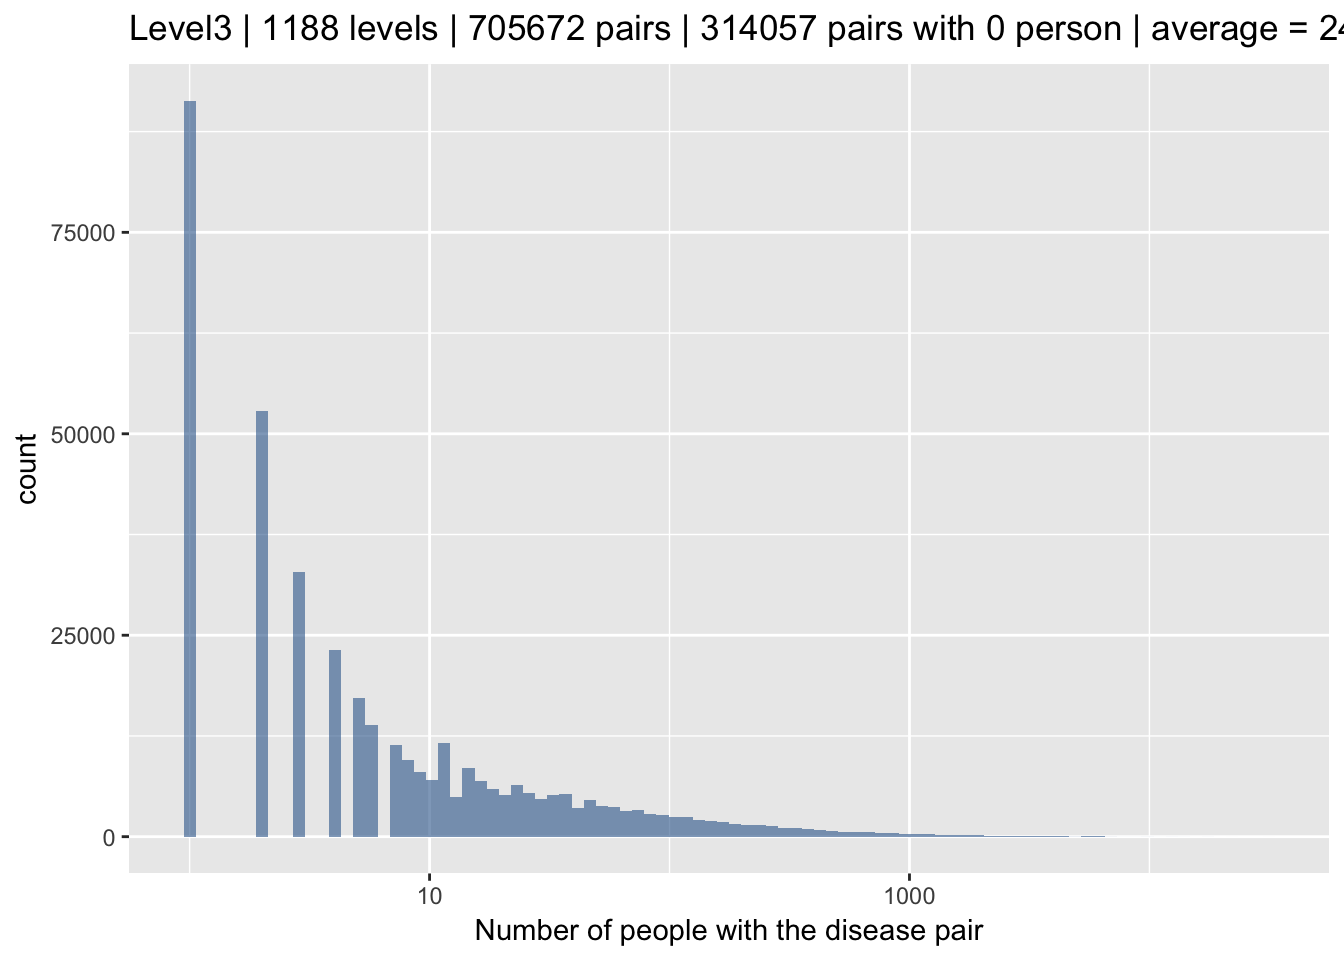 Level3 | 1188 levels | 705672 pairs | 314057 pairs with 0 person | average = 24
75000
50000
25000
0
count
10
1000
Number of people with the disease pair